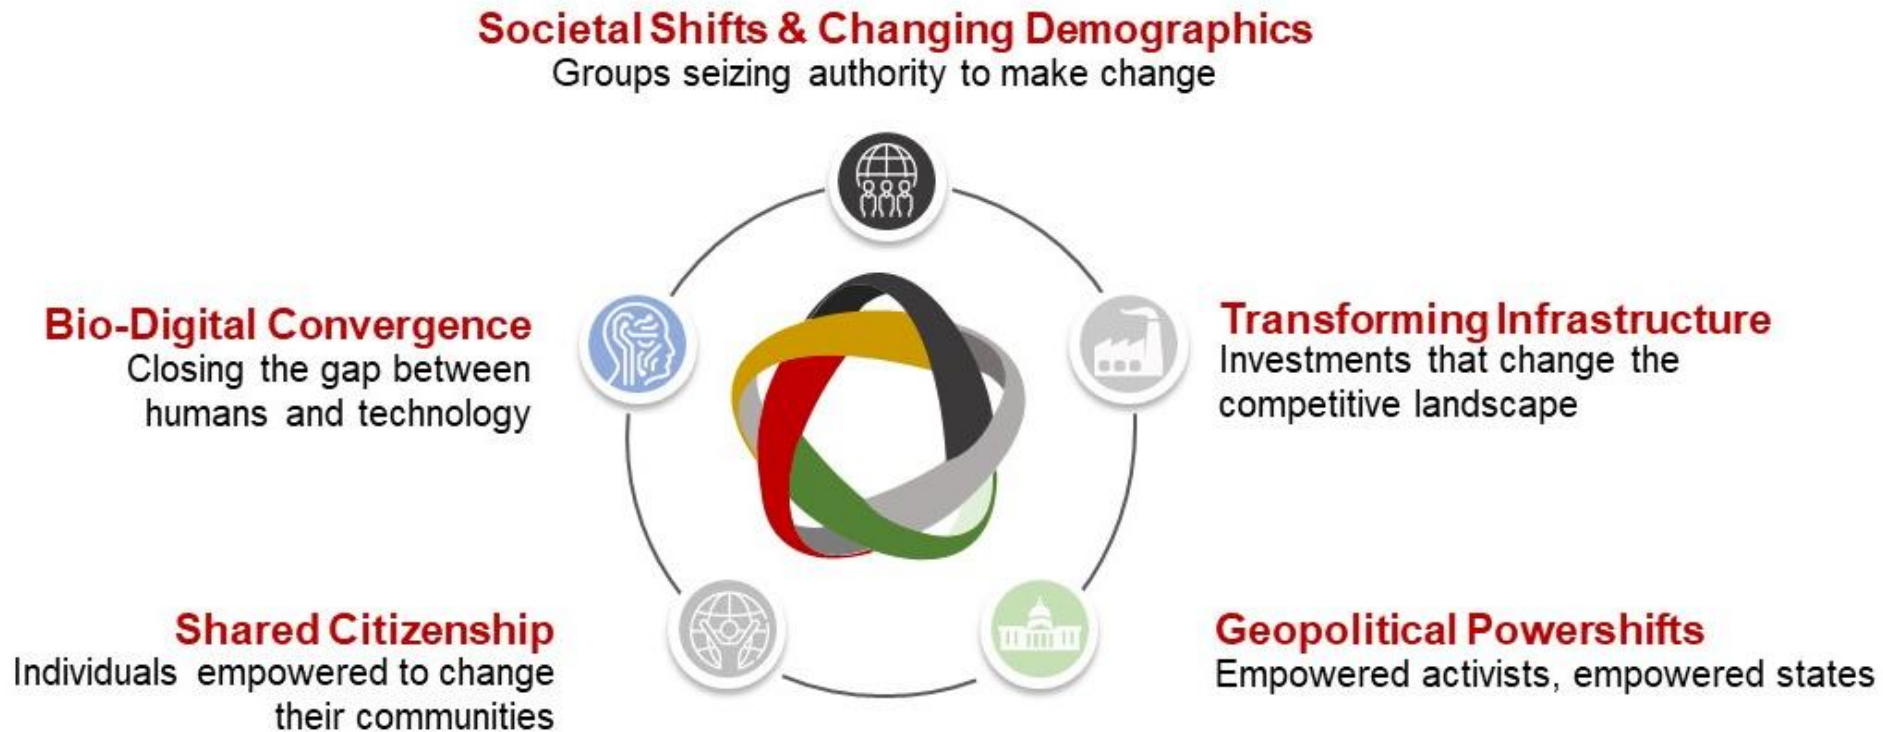 Societal Shifts & Changing Demographics
Groups seizing authority to make change
Bio-Digital Convergence
Closing the gap between
humans and technology
Transforming Infrastructure
Investments that change the
competitive landscape
Shared Citizenship
Individuals empowered to change
their communities
Geopolitical Powershifts
Empowered activists, empowered states